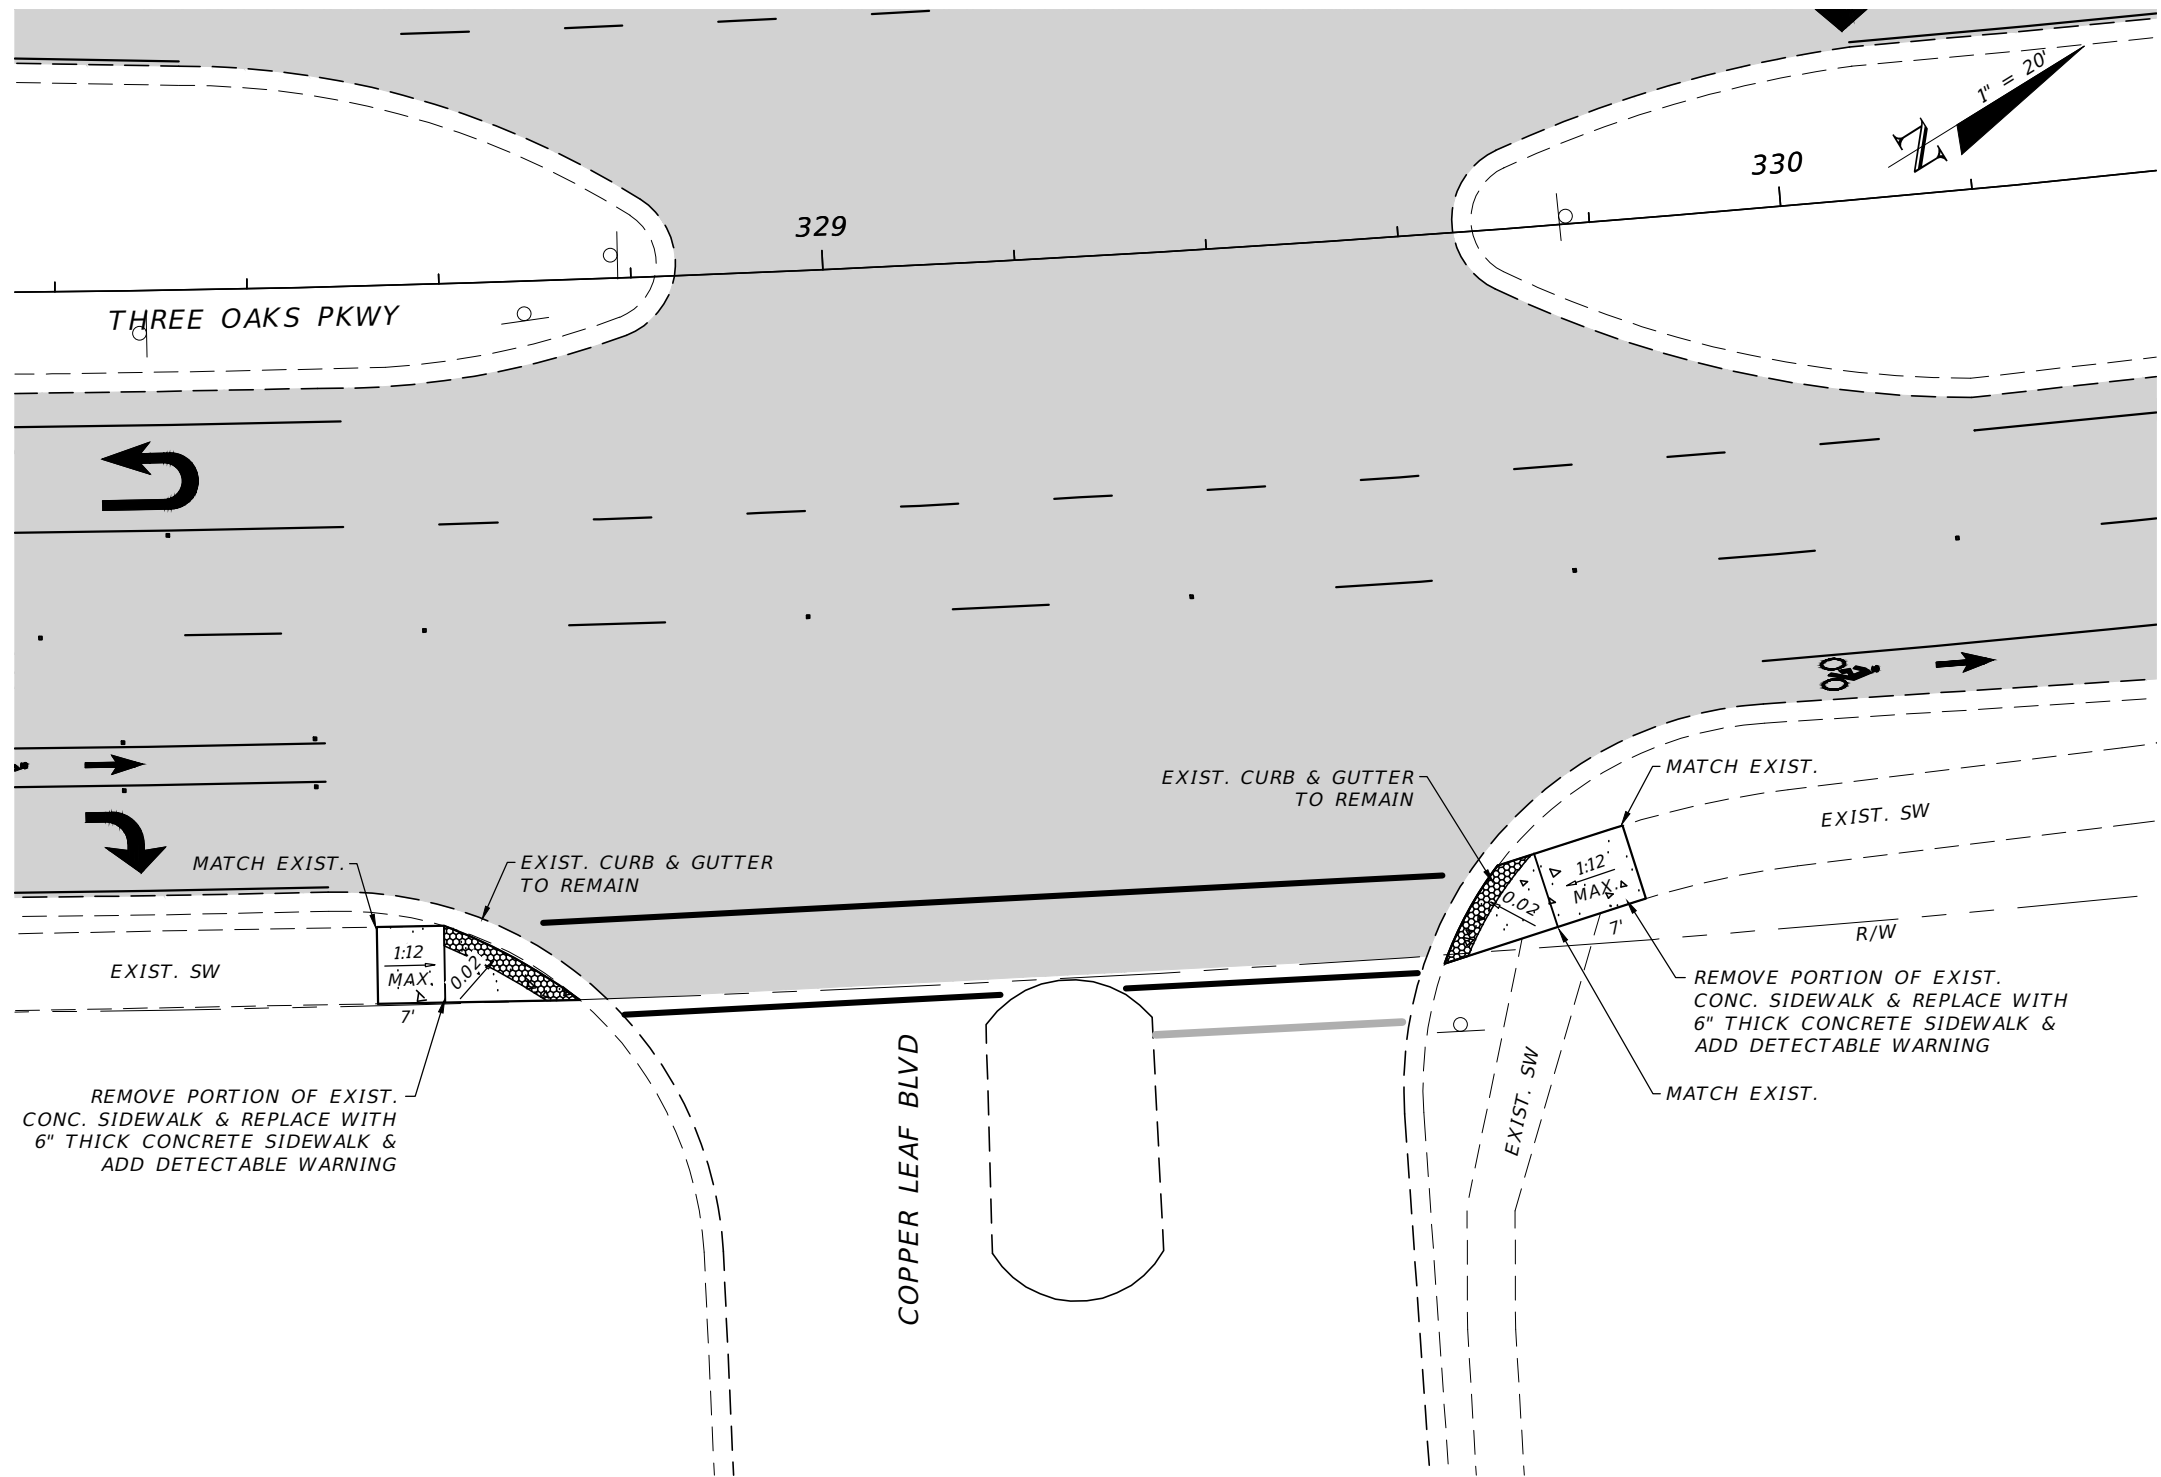 1" = 20'
N
330
329
THREE OAKS PKWY
EXIST. CURB & GUTTER
TO REMAIN
MATCH EXIST.
EXIST. SW
1:12
MAX.
0.02
7'
R/W
MATCH EXIST.
EXIST. CURB & GUTTER
TO REMAIN
1:12
MAX.
0.02
EXIST. SW
7'
REMOVE PORTION OF EXIST.
CONC. SIDEWALK & REPLACE WITH
6" THICK CONCRETE SIDEWALK &
ADD DETECTABLE WARNING
MATCH EXIST.
EXIST. SW
COPPER LEAF BLVD
REMOVE PORTION OF EXIST.
CONC. SIDEWALK & REPLACE WITH
6" THICK CONCRETE SIDEWALK &
ADD DETECTABLE WARNING